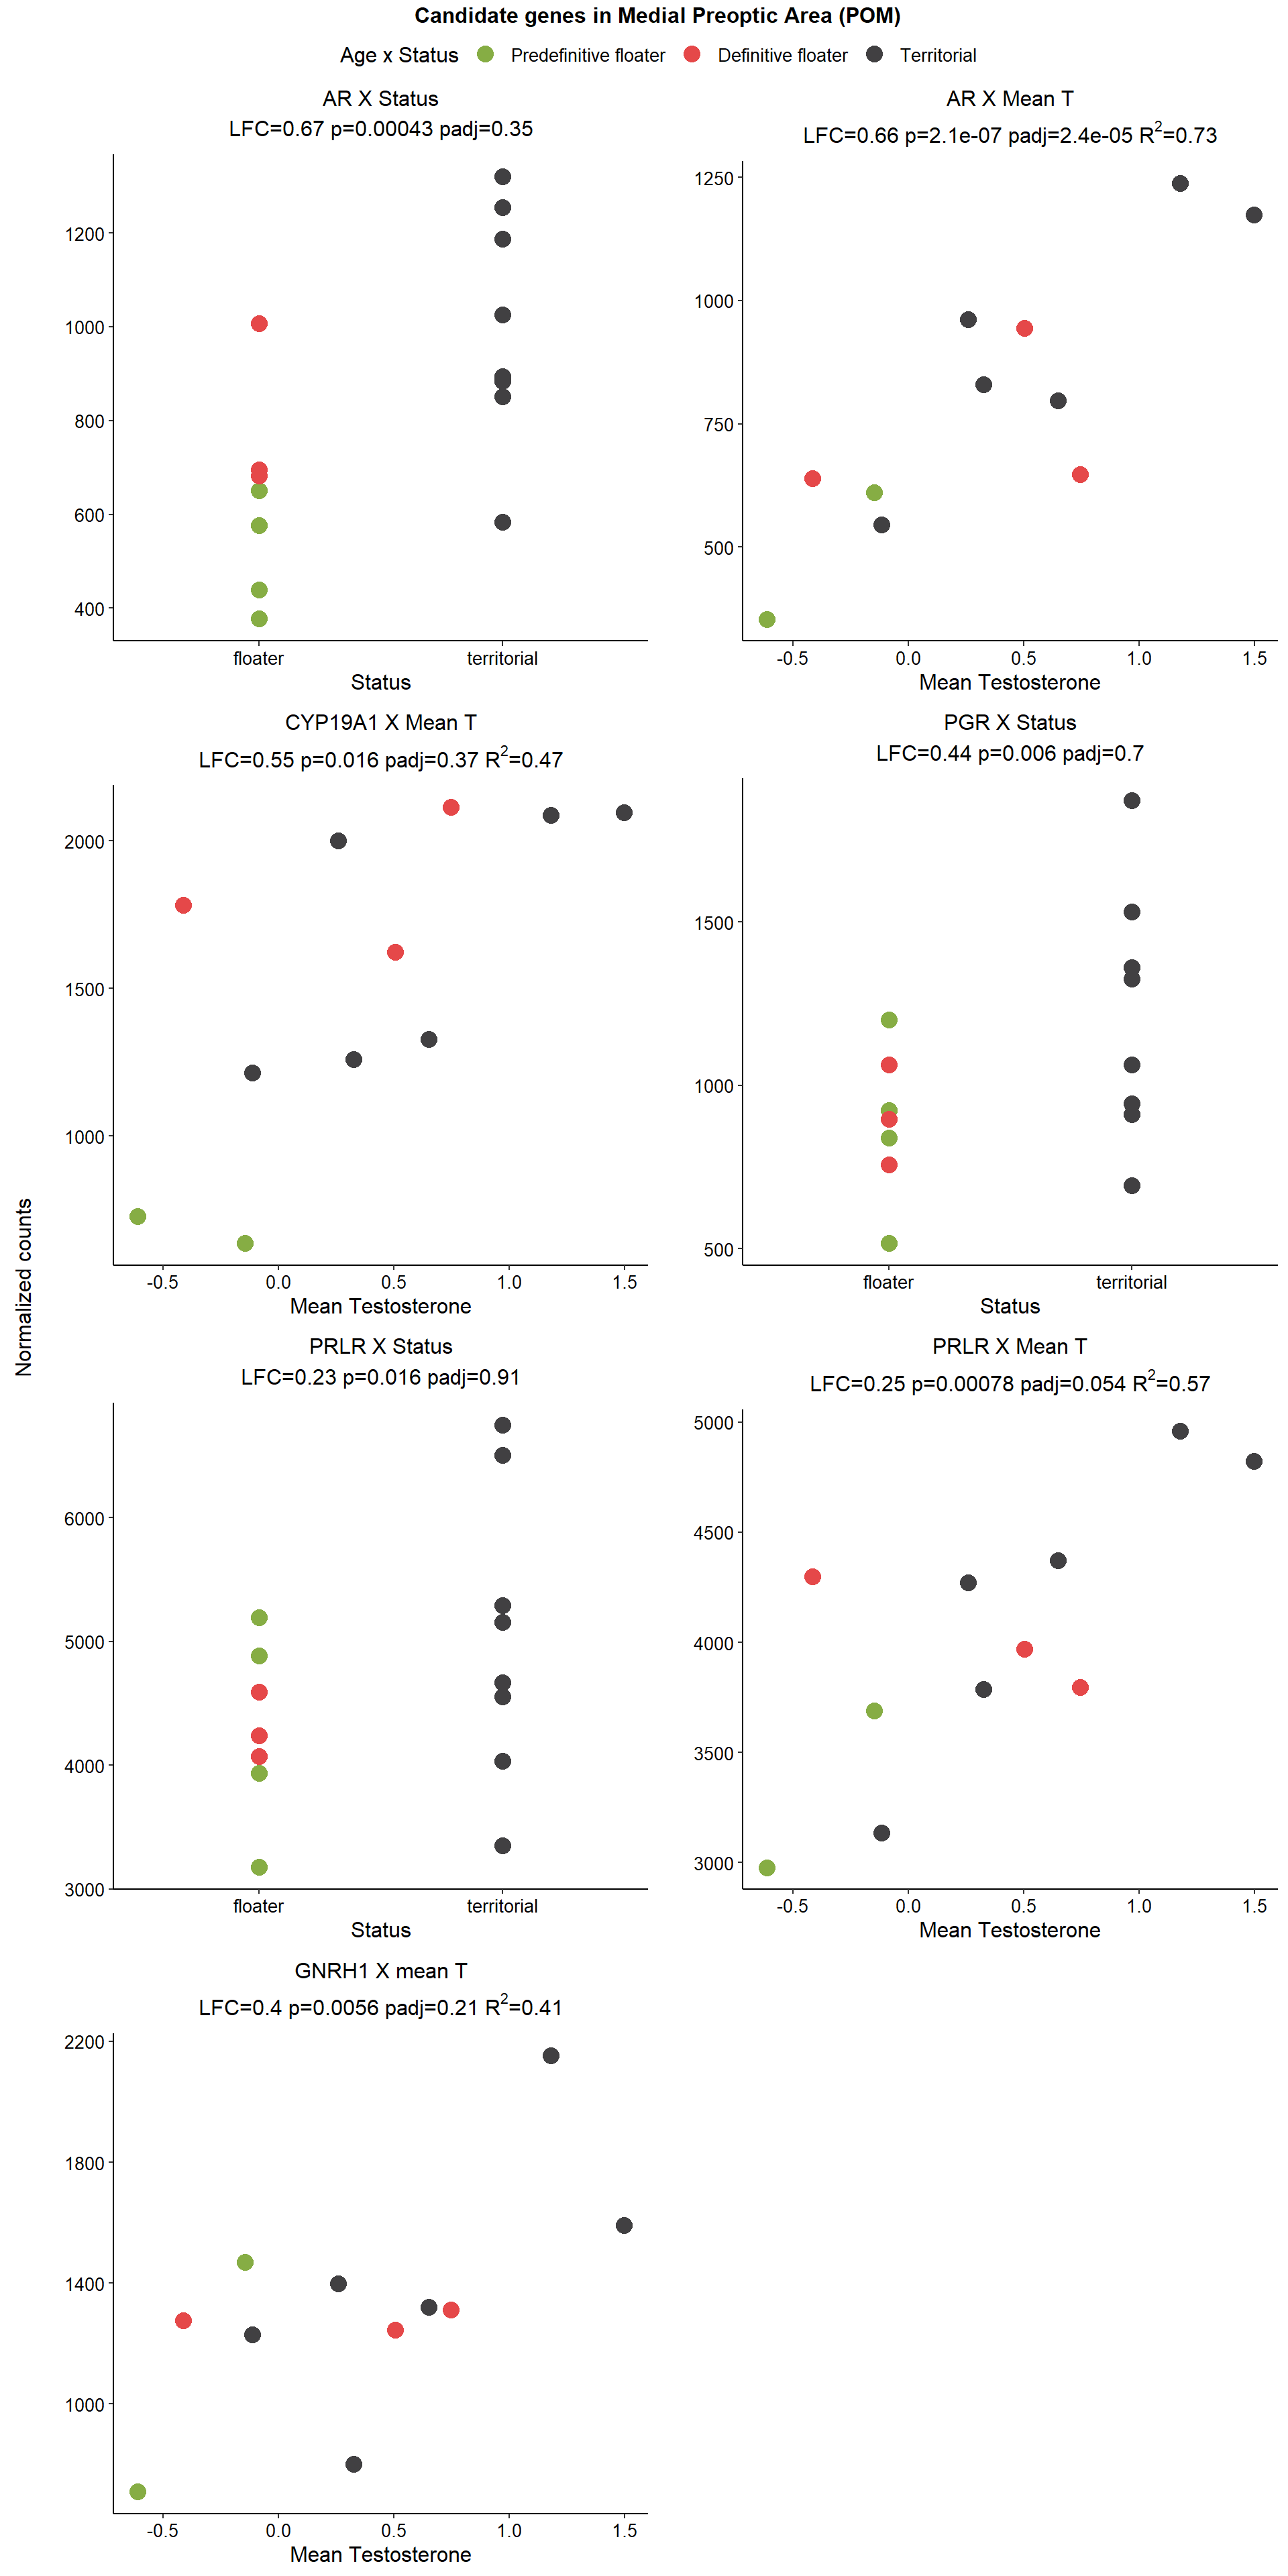 Candidate genes in Medial Preoptic Area (POM)
Age x Status Predefinitive floater Definitive floater Territorial
AR X Status
LFC=0.67 p=0.00043 padj=0.35
1200
1000
800
600
400
floater territorial
Status
AR X Mean T
LFC=0.66 p=2.1e-07 padj=2.4e-05 R²=0.73
1250
1000
750
500
-0.5 0.0 0.5 1.0 1.5
Mean Testosterone
CYP19A1 X Mean T
LFC=0.55 p=0.016 padj=0.37 R²=0.47
2000
1500
1000
-0.5 0.0 0.5 1.0 1.5
Mean Testosterone
PGR X Status
LFC=0.44 p=0.006 padj=0.7
1500
1000
500
floater territorial
Status
Normalized counts
PRLR X Status
LFC=0.23 p=0.016 padj=0.91
6000
5000
4000
3000
floater territorial
Status
PRLR X Mean T
LFC=0.25 p=0.00078 padj=0.054 R²=0.57
5000
4500
4000
3500
3000
-0.5 0.0 0.5 1.0 1.5
Mean Testosterone
GNRH1 X mean T
LFC=0.4 p=0.0056 padj=0.21 R²=0.41
2200
1800
1400
1000
-0.5 0.0 0.5 1.0 1.5
Mean Testosterone